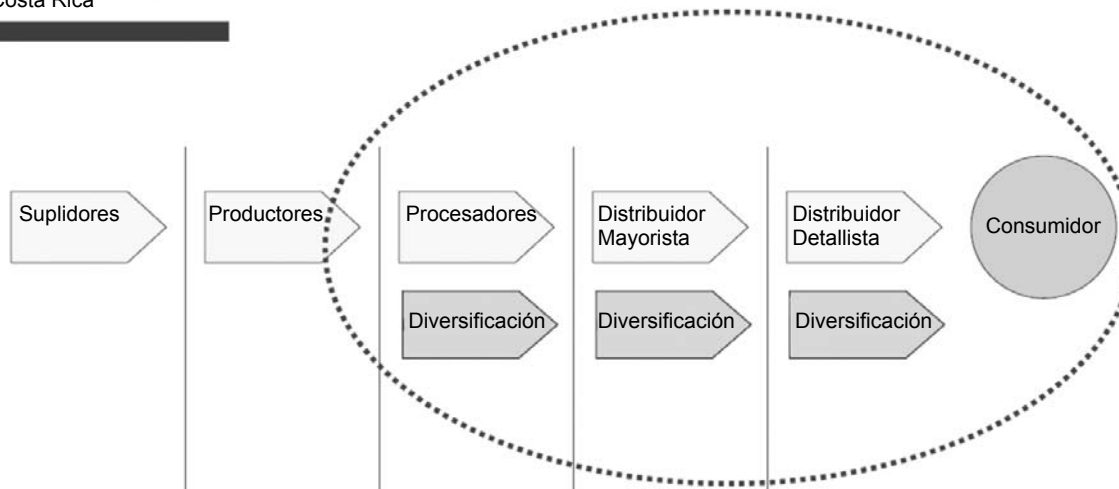 Costa Rica
Suplidores
Productores
Procesadores
Distribuidor
Mayorista
Distribuidor
Detallista
Consumidor
Diversificación
Diversificación
Diversificación